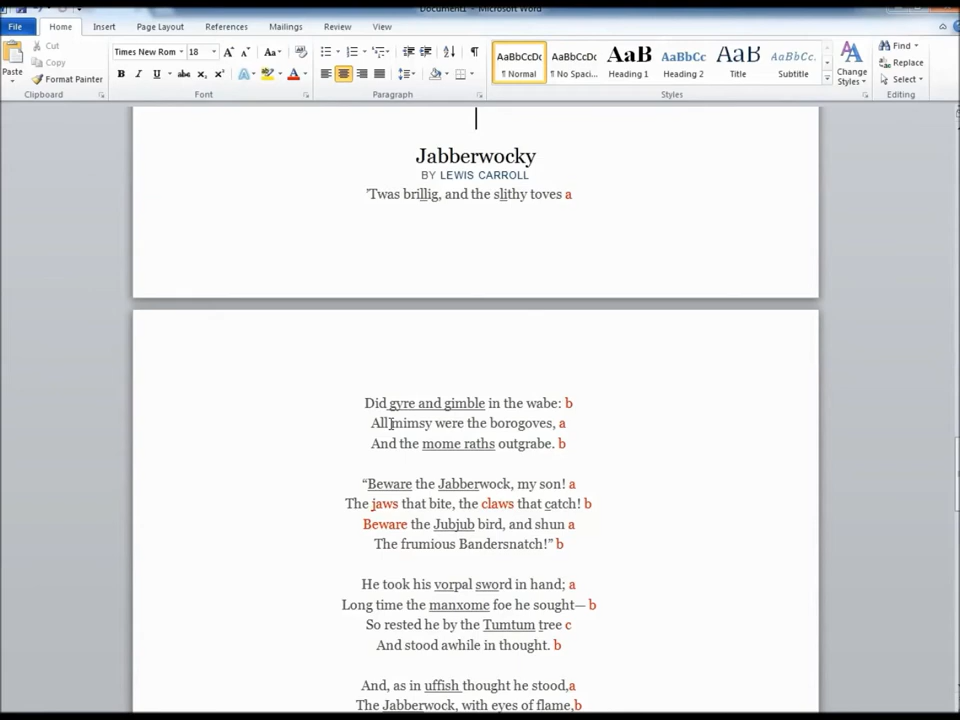 Document1 - Microsoft Word
File Home Insert Page Layout References Mailings Review View
Cut
Copy
Paste
Format Painter
Times New Rom 18
AaBbCcDc AaBbCcDc AaB AaBbCc AaB AaBbCc.
¶ Normal ¶ No Spaci... Heading 1 Heading 2 Title Subtitle
Change Styles
Find
Replace
Select
Clipboard Font Paragraph Styles Editing
Jabberwocky
BY LEWIS CARROLL
’Twas brillig, and the slithy toves a
Did gyre and gimble in the wabe: b
All mimsy were the borogoves, a
And the mome raths outgrabe. b
“Beware the Jabberwock, my son! a
The jaws that bite, the claws that catch! b
Beware the Jubjub bird, and shun a
The frumious Bandersnatch!” b
He took his vorpal sword in hand; a
Long time the manxome foe he sought— b
So rested he by the Tumtum tree c
And stood awhile in thought. b
And, as in uffish thought he stood,a
The Jabberwock, with eyes of flame,b